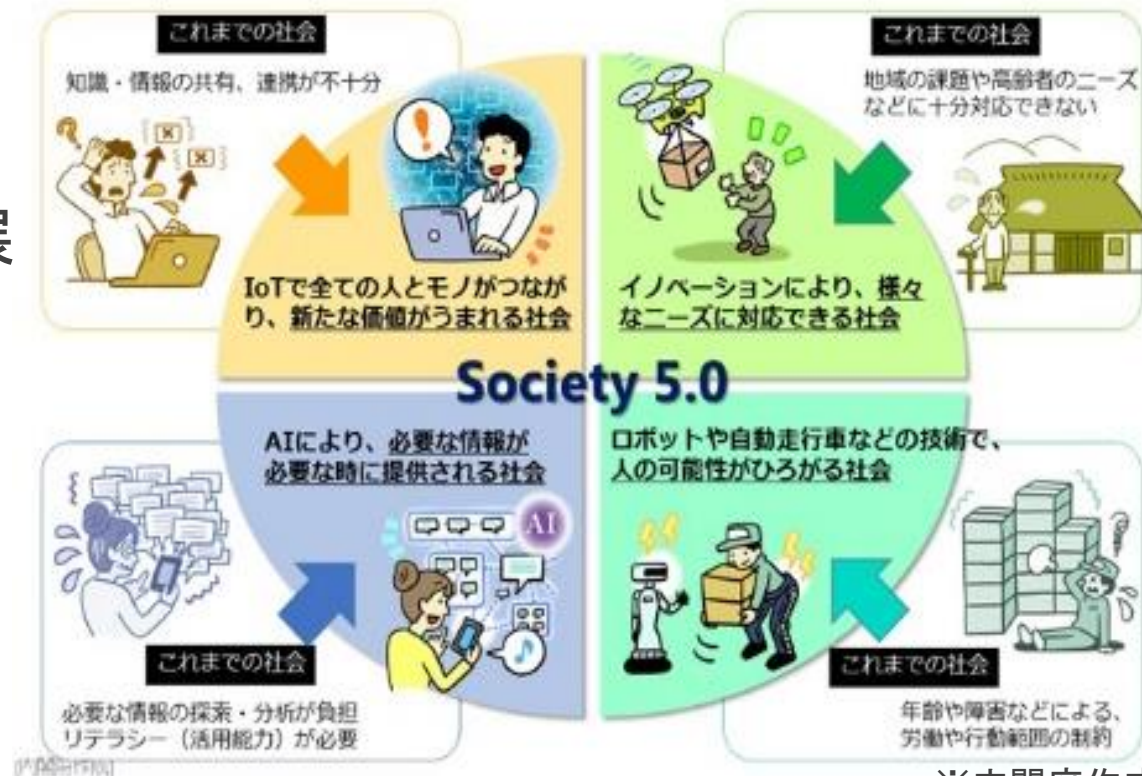 これまでの社会
知識・情報の共有、連携が不十分
これまでの社会
地域の課題や高齢者のニーズ
などに十分対応できない
IoTで全ての人とモノがつなが
り、新たな価値がうまれる社会
イノベーションにより、様々
なニーズに対応できる社会
Society 5.0
AIにより、必要な情報が
必要な時に提供される社会
ロボットや自動走行車などの技術で、
人の可能性がひろがる社会
AI
これまでの社会
必要な情報の探索・分析が負担
リテラシー（活用能力）が必要
これまでの社会
年齢や障害などによる、
労働や行動範囲の制約